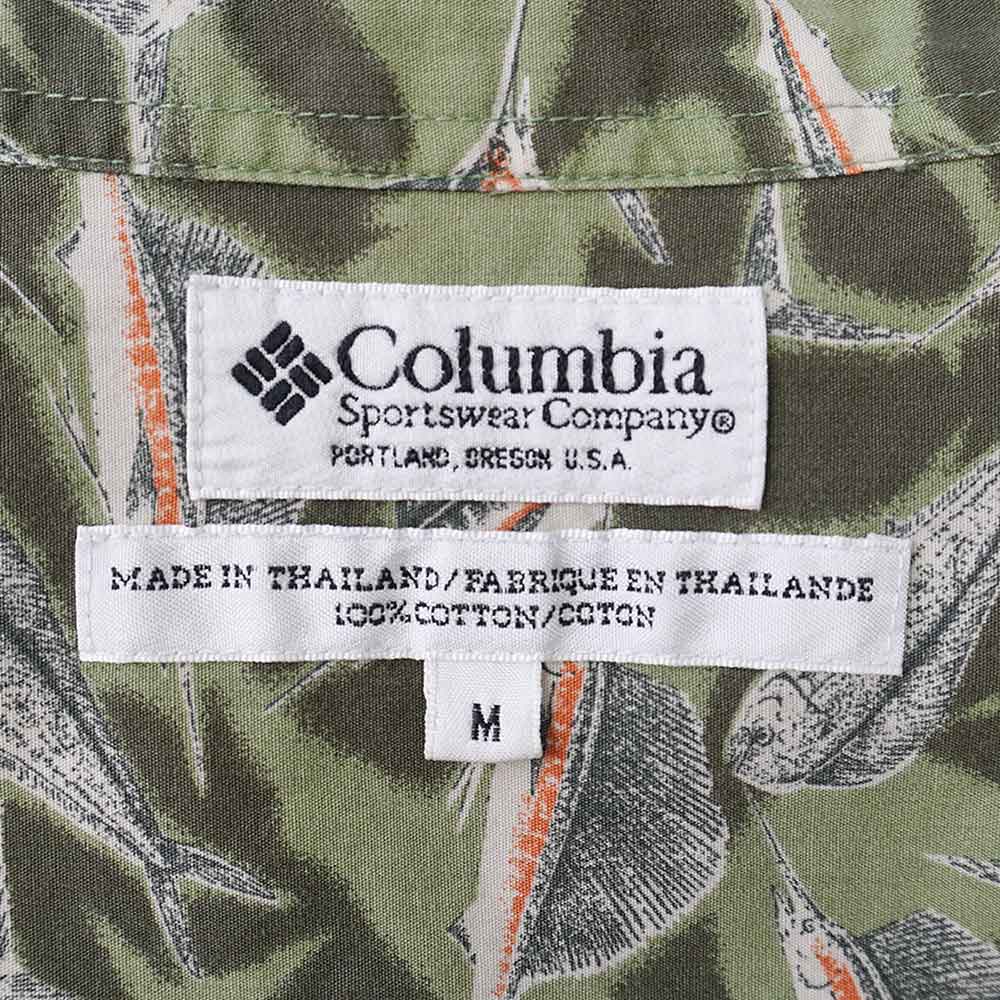 Columbia
Sportswear Company®
PORTLAND, OREGON U.S.A.
MADE IN THAILAND/FABRIQUE EN THAILANDE
100% COTTON/COTON
M